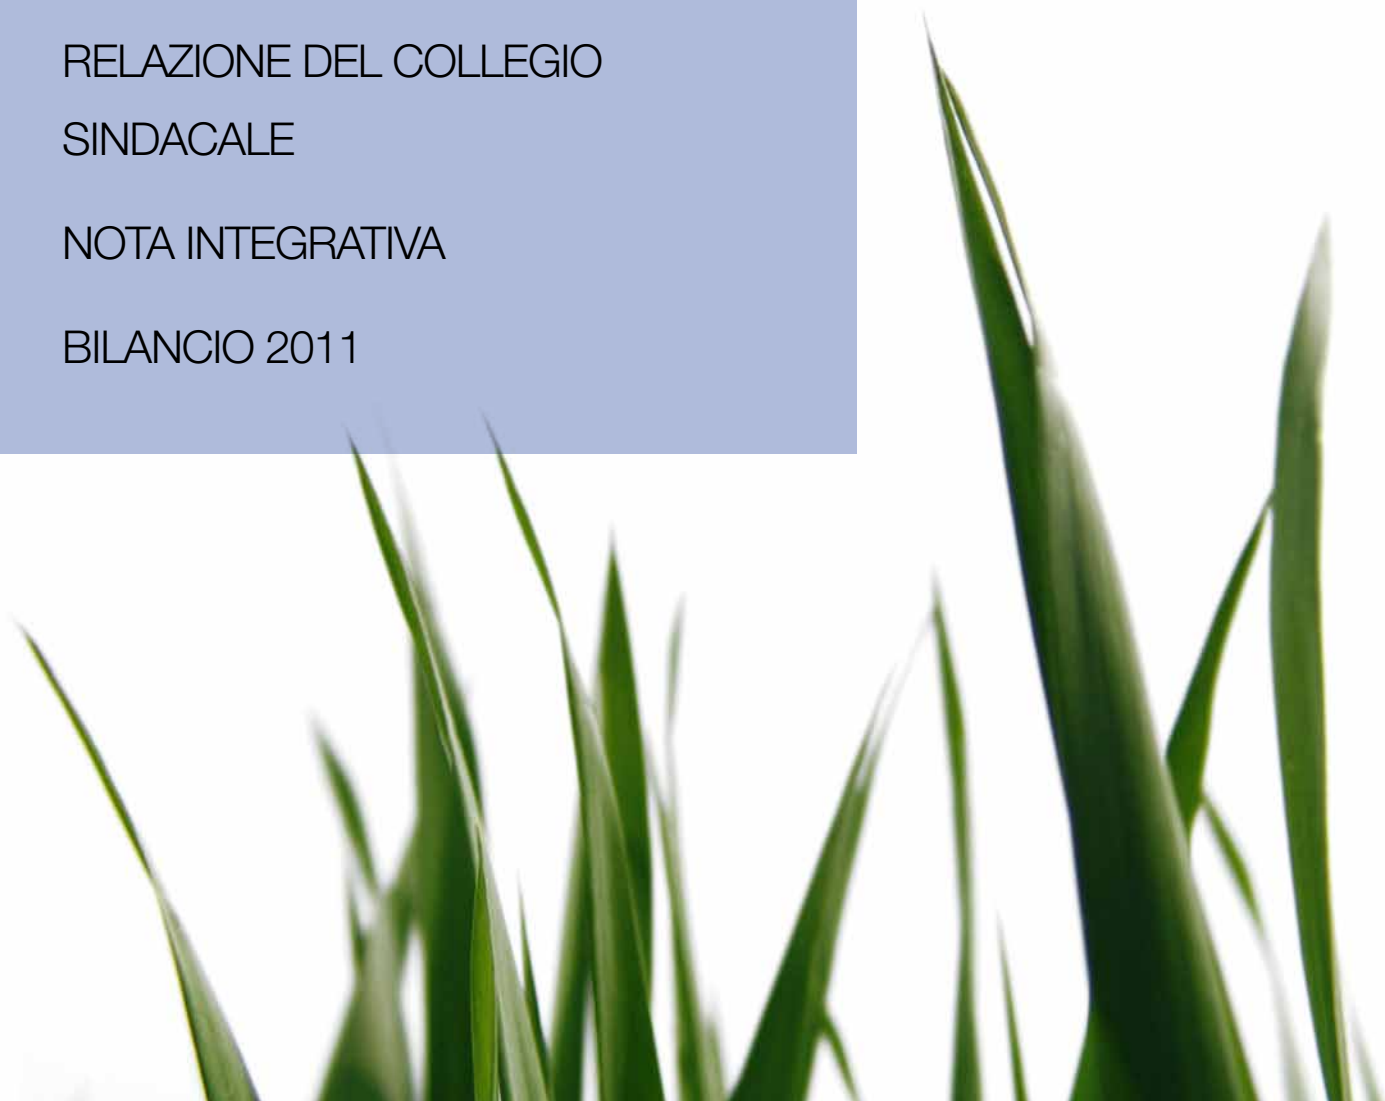 RELAZIONE DEL COLLEGIO
SINDACALE
NOTA INTEGRATIVA
BILANCIO 2011